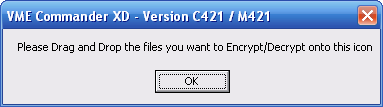 VME Commander XD - Version C421 / M421
Please Drag and Drop the files you want to Encrypt/Decrypt onto this icon
OK